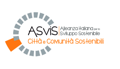 ASviS
Alleanza Italiana per lo
Sviluppo Sostenibile
Città e Comunità Sostenibili